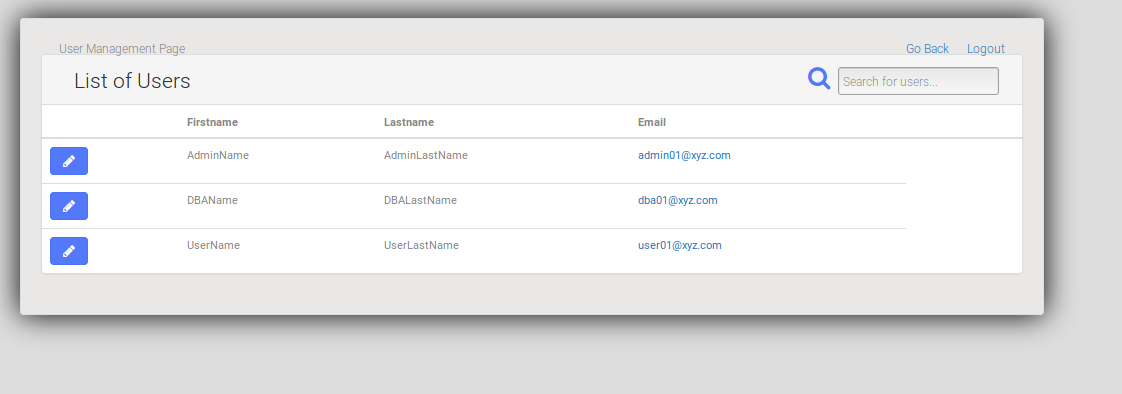 User Management Page Go Back Logout
List of Users Search for users...
Firstname Lastname Email
AdminName AdminLastName admin01@xyz.com
DBAName DBALastName dba01@xyz.com
UserName UserLastName user01@xyz.com